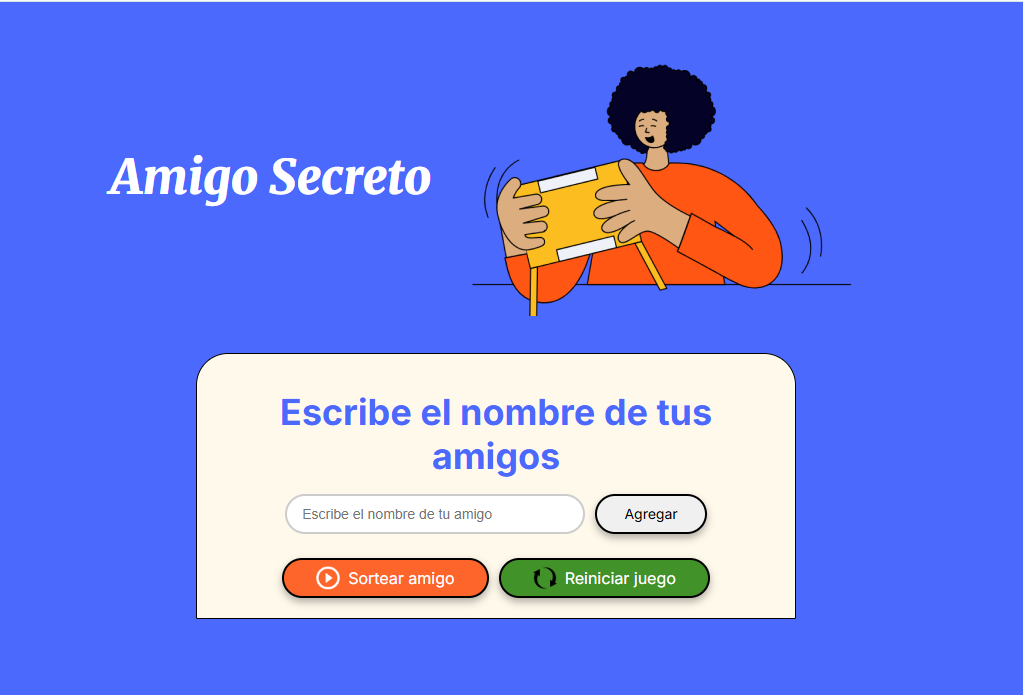 Amigo Secreto
Escribe el nombre de tus
amigos
Escribe el nombre de tu amigo
Agregar
Sortear amigo
Reiniciar juego